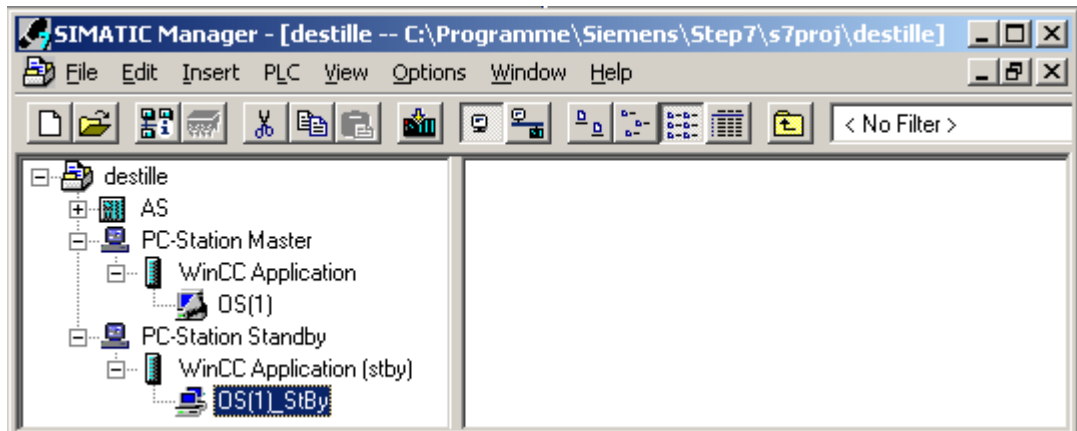 SIMATIC Manager - [destille -- C:\Programme\Siemens\Step7\s7proj\destille]
File Edit Insert PLC View Options Window Help
< No Filter >
destille
AS
PC-Station Master
WinCC Application
OS(1)
PC-Station Standby
WinCC Application (stby)
OS(1)_StBy